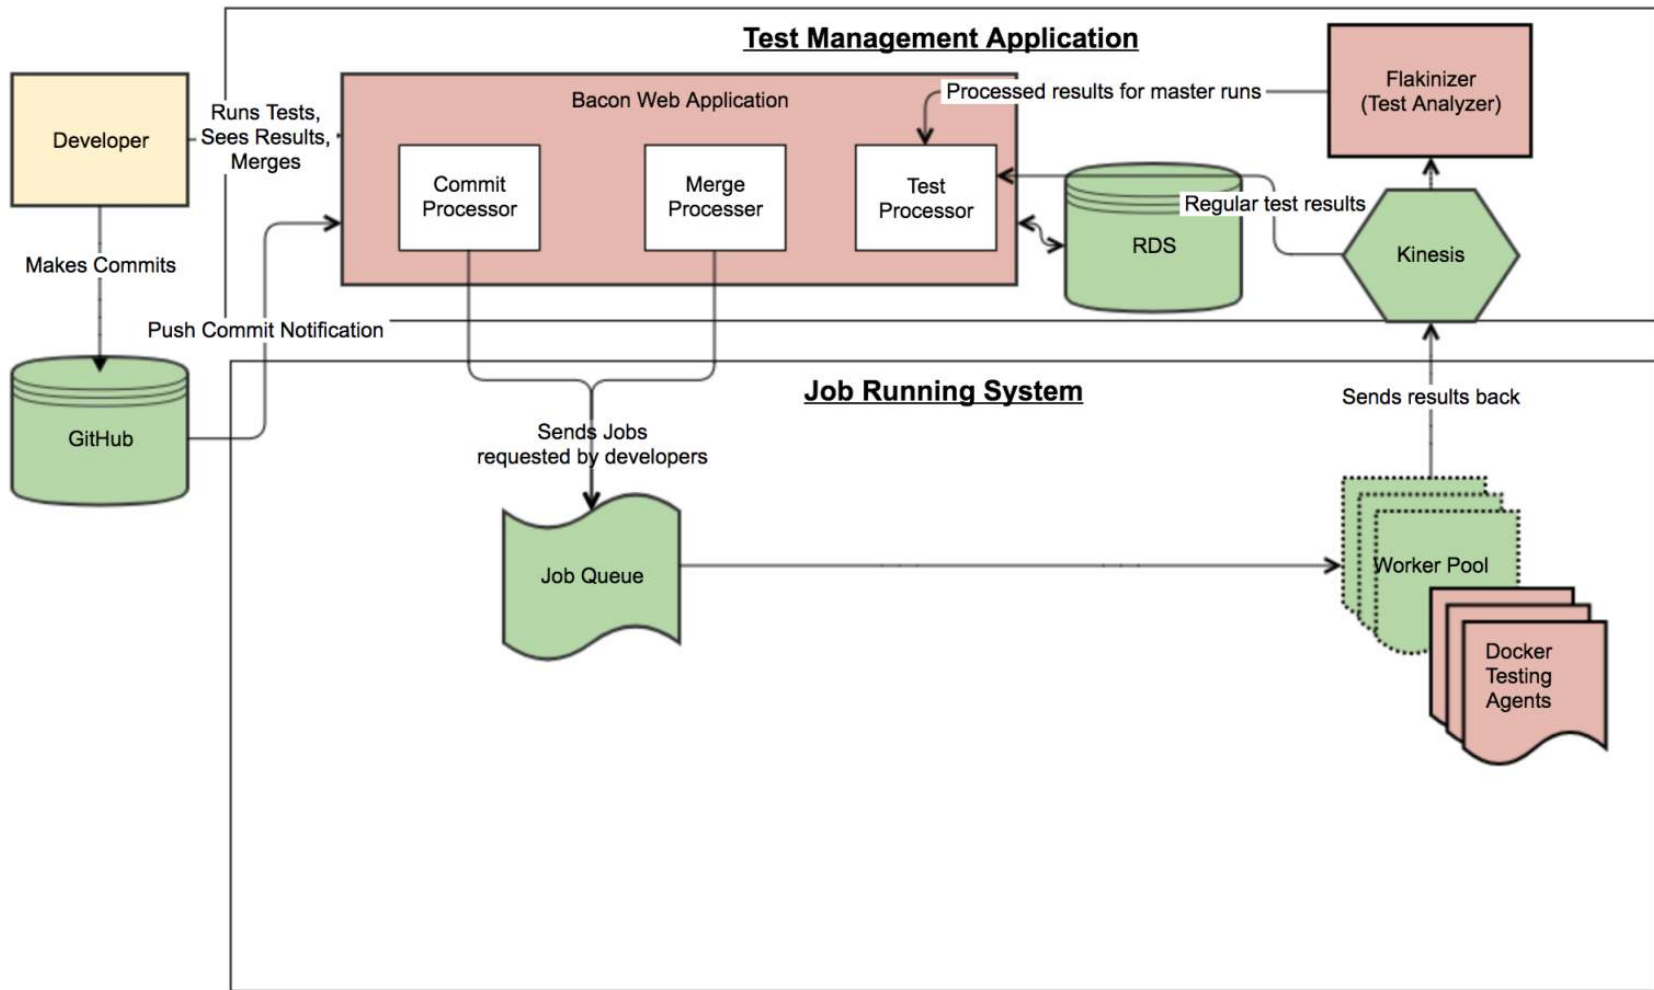 Test Management Application
Developer
Runs Tests,
Sees Results,
Merges
Bacon Web Application
Commit
Processor
Merge
Processer
Test
Processor
Processed results for master runs
Flakinizer
(Test Analyzer)
RDS
Regular test results
Kinesis
Makes Commits
Push Commit Notification
GitHub
Job Running System
Sends Jobs
requested by developers
Sends results back
Job Queue
Worker Pool
Docker
Testing
Agents